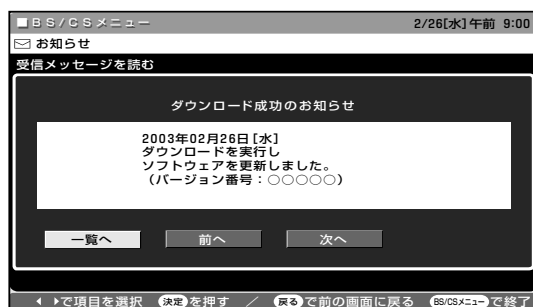 ■BS/CSメニュー 2/26[水]午前 9:00
お知らせ
受信メッセージを読む
ダウンロード成功のお知らせ
2003年02月26日[水]
ダウンロードを実行し
ソフトウェアを更新しました。
(バージョン番号:○○○○○)
一覧へ 前へ 次へ
で項目を選択 決定を押す / 戻るで前の画面に戻る BS/CSメニューで終了